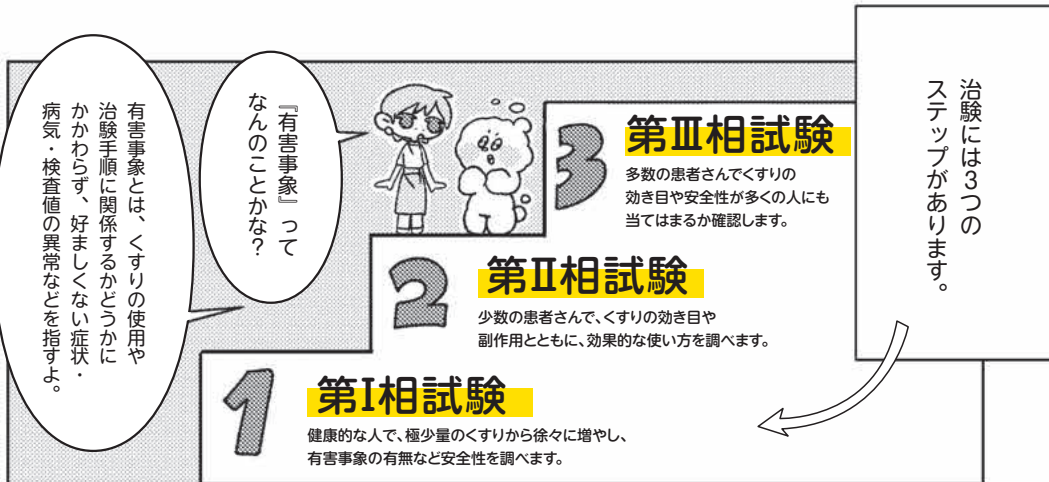 治験には3つの
ステップがあります。
第Ⅰ相試験
健康的な人で、極少量のくすりから徐々に増やし、
有害事象の有無など安全性を調べます。
第Ⅱ相試験
少数の患者さんで、くすりの効き目や
副作用とともに、効果的な使い方を調べます。
第Ⅲ相試験
多数の患者さんでくすりの
効き目や安全性が多くの人にも
当てはまるか確認します。
1
2
3
『有害事象』って
なんのことかな?
有害事象とは、くすりの使用や
治験手順に関係するかどうかに
かかわらず、好ましくない症状・
病気・検査値の異常などを指すよ。